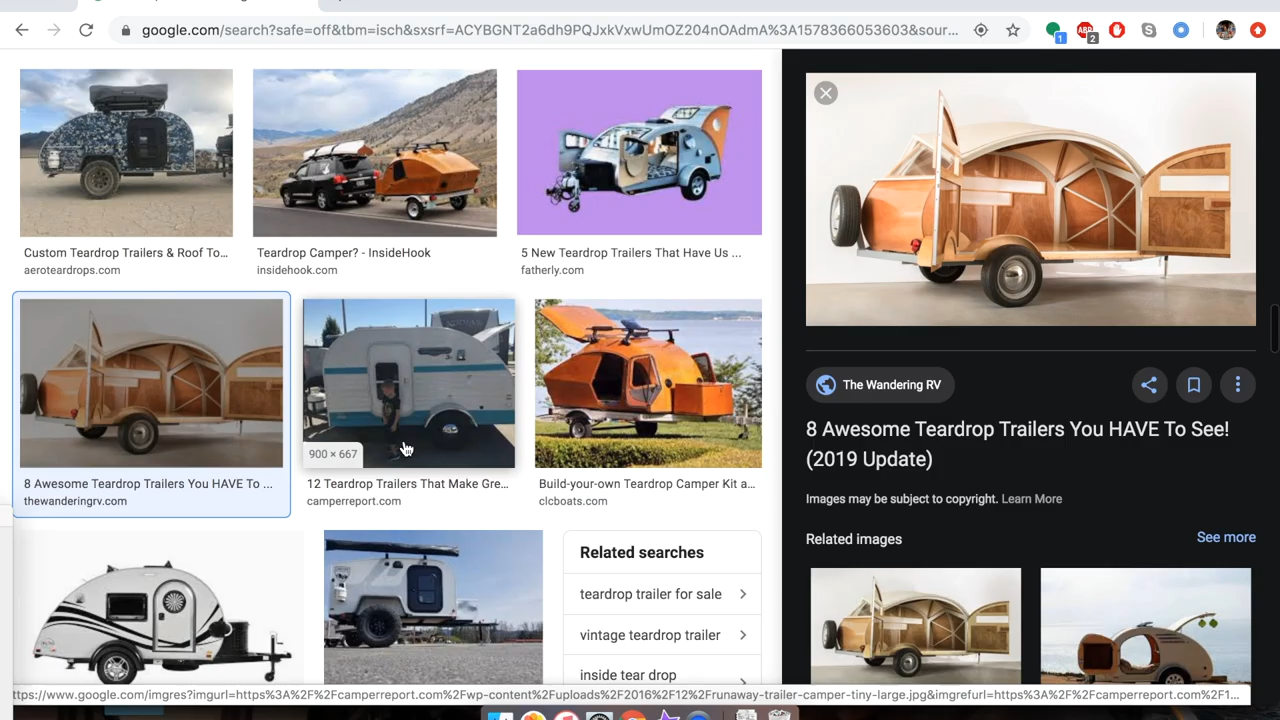 google.com/search?safe=off&tbm=isch&sxsrf=ACYBGNT2a6dh9PQJxkVxwUmOZ204nOAdmA%3A1578366053603&sour...
1
ABP
2
Custom Teardrop Trailers & Roof To...
aeroteardrops.com
Teardrop Camper? - InsideHook
insidehook.com
5 New Teardrop Trailers That Have Us ...
fatherly.com
900 × 667
8 Awesome Teardrop Trailers You HAVE To ...
thewanderingrv.com
12 Teardrop Trailers That Make Gre...
camperreport.com
Build-your-own Teardrop Camper Kit a...
clcboats.com
Related searches
teardrop trailer for sale
vintage teardrop trailer
inside tear drop
The Wandering RV
8 Awesome Teardrop Trailers You HAVE To See!
(2019 Update)
Images may be subject to copyright. Learn More
Related images
See more
ttps://www.google.com/imgres?imgurl=https%3A%2F%2Fcamperreport.com%2Fwp-content%2Fuploads%2F2016%2F12%2Frunaway-trailer-camper-tiny-large.jpg&imgrefurl=https%3A%2F%2Fcamperreport.com%2F1...